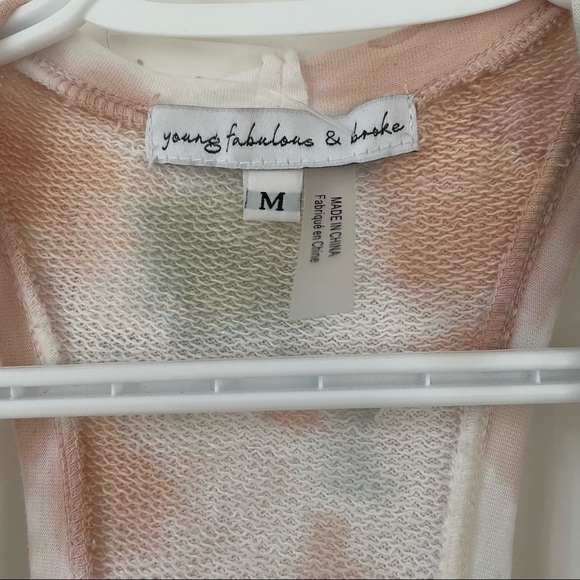 young fabulous & broke
M
MADE IN CHINA
Fabriqué en Chine